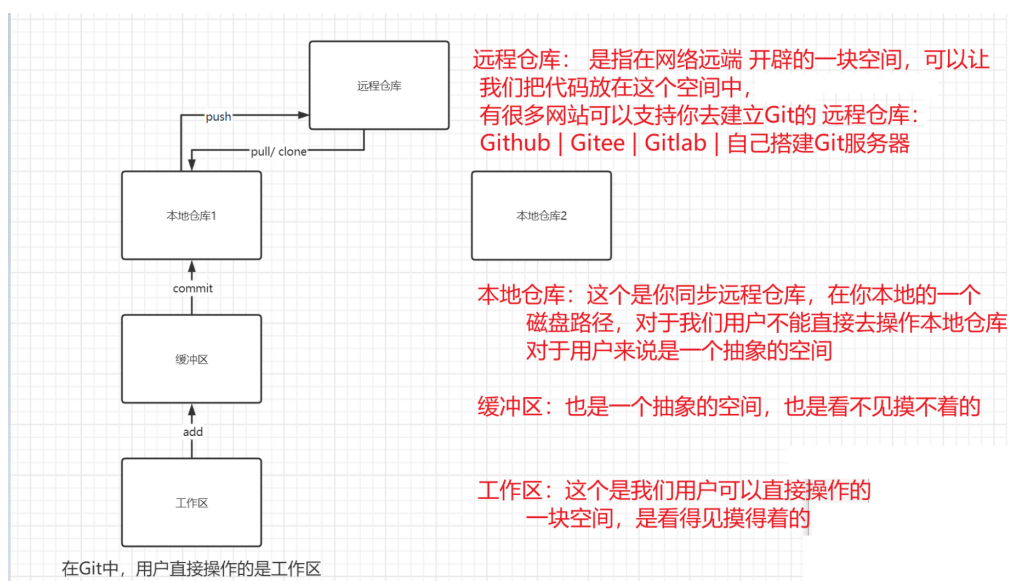 远程仓库
远程仓库： 是指在网络远端 开辟的一块空间，可以让
我们把代码放在这个空间中，
有很多网站可以支持你去建立Git的 远程仓库：
Github | Gitee | Gitlab | 自己搭建Git服务器
push
pull/ clone
本地仓库1
本地仓库2
commit
本地仓库：这个是你同步远程仓库，在你本地的一个
磁盘路径，对于我们用户不能直接去操作本地仓库
对于用户来说是一个抽象的空间
缓冲区
缓冲区：也是一个抽象的空间，也是看不见摸不着的
add
工作区
工作区：这个是我们用户可以直接操作的
一块空间，是看得见摸得着的
在Git中，用户直接操作的是工作区